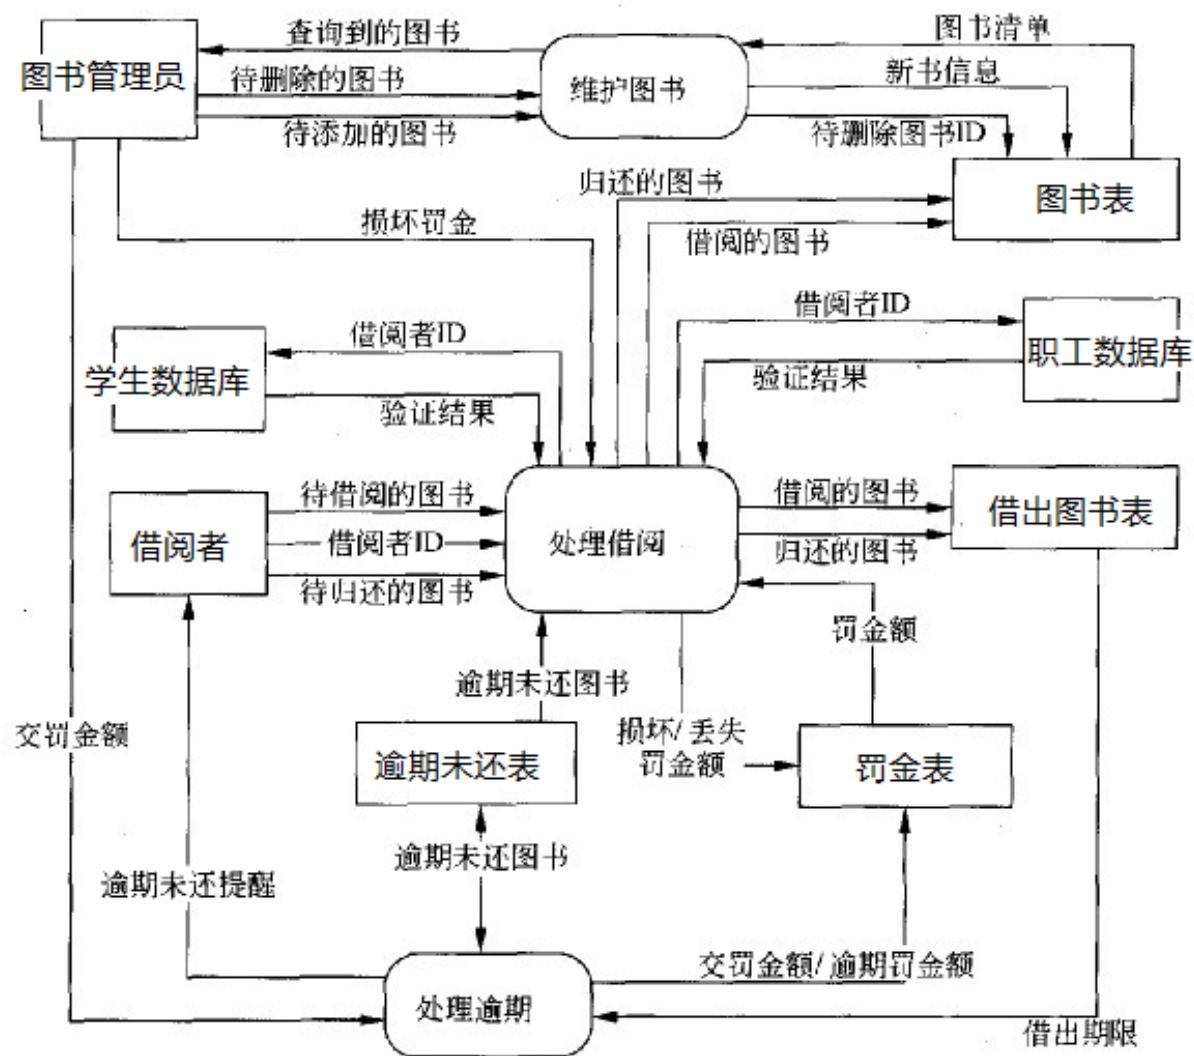 查询到的图书
图书清单
图书管理员
待删除的图书
维护图书
新书信息
待添加的图书
待删除图书ID
归还的图书
图书表
损坏罚金
借阅的图书
借阅者ID
借阅者ID
学生数据库
职工数据库
验证结果
验证结果
待借阅的图书
借阅的图书
借阅者
借阅者ID
处理借阅
借出图书表
待归还的图书
归还的图书
罚金额
逾期未还图书
交罚金额
损坏/丢失
罚金额
逾期未还表
罚金表
逾期未还图书
逾期未还提醒
交罚金额/逾期罚金额
处理逾期
借出期限